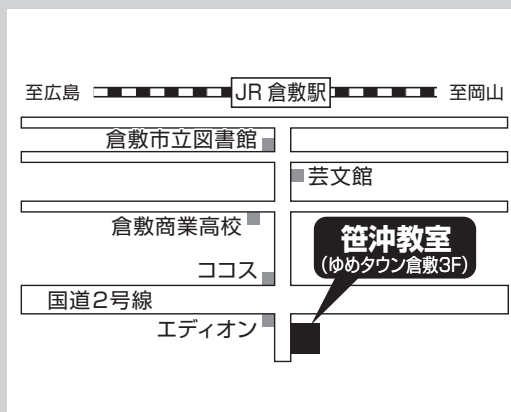 至広島
JR 倉敷駅
至岡山
倉敷市立図書館
芸文館
倉敷商業高校
笹沖教室
(ゆめタウン倉敷3F)
ココス
国道2号線
エディオン